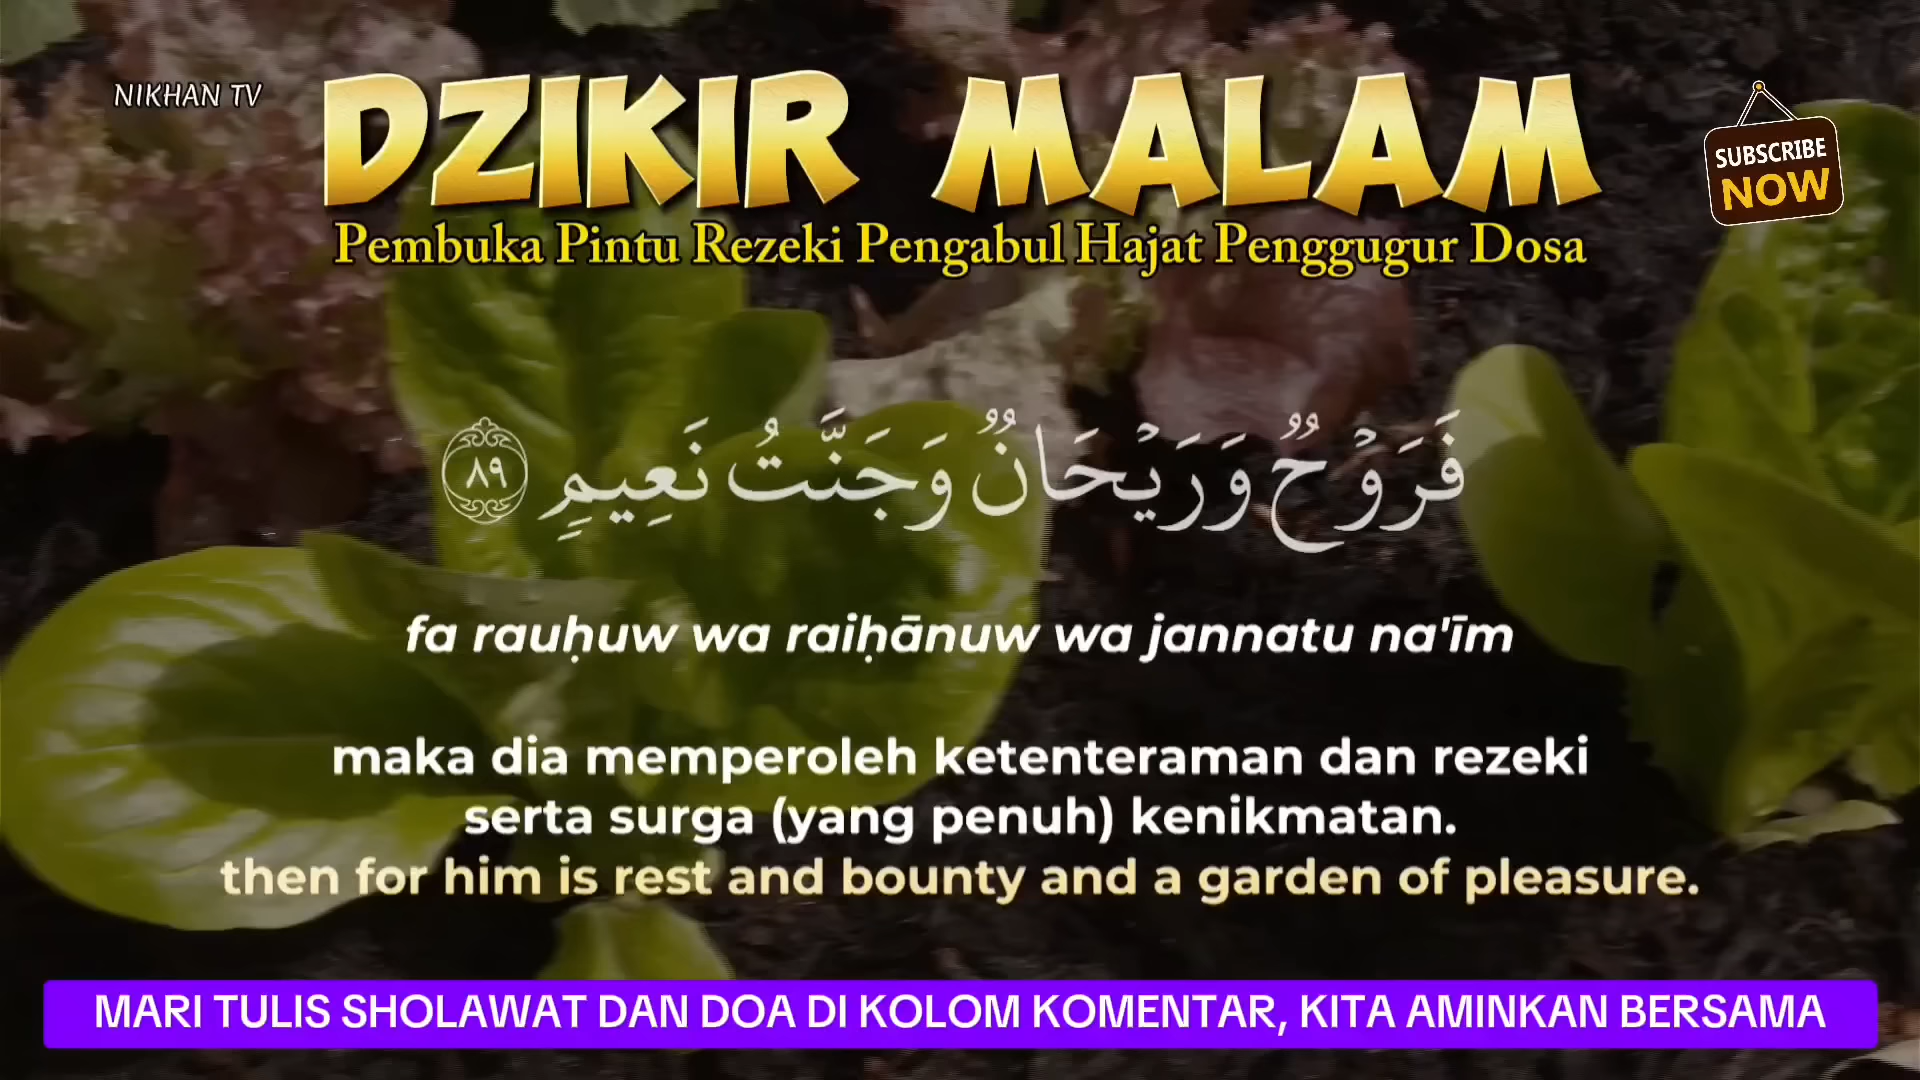 NIKHAN TV
DZIKIR MALAM
SUBSCRIBE
NOW
Pembuka Pintu Rezeki Pengabul Hajat Penggugur Dosa
فَرَوۡحٞ وَرَيۡحَانٞ وَجَنَّتُ نَعِيمٖ ٨٩
fa rauḥuw wa raiḥānuw wa jannatu na'īm
maka dia memperoleh ketenteraman dan rezeki
serta surga (yang penuh) kenikmatan.
then for him is rest and bounty and a garden of pleasure.
MARI TULIS SHOLAWAT DAN DOA DI KOLOM KOMENTAR, KITA AMINKAN BERSAMA